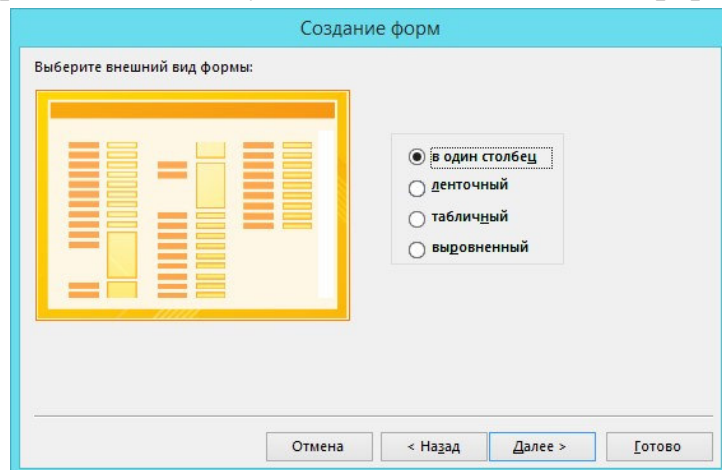 Создание форм
Выберите внешний вид формы:
в один столбец
ленточный
табличный
выровненный
Отмена
< Назад
Далее >
Готово